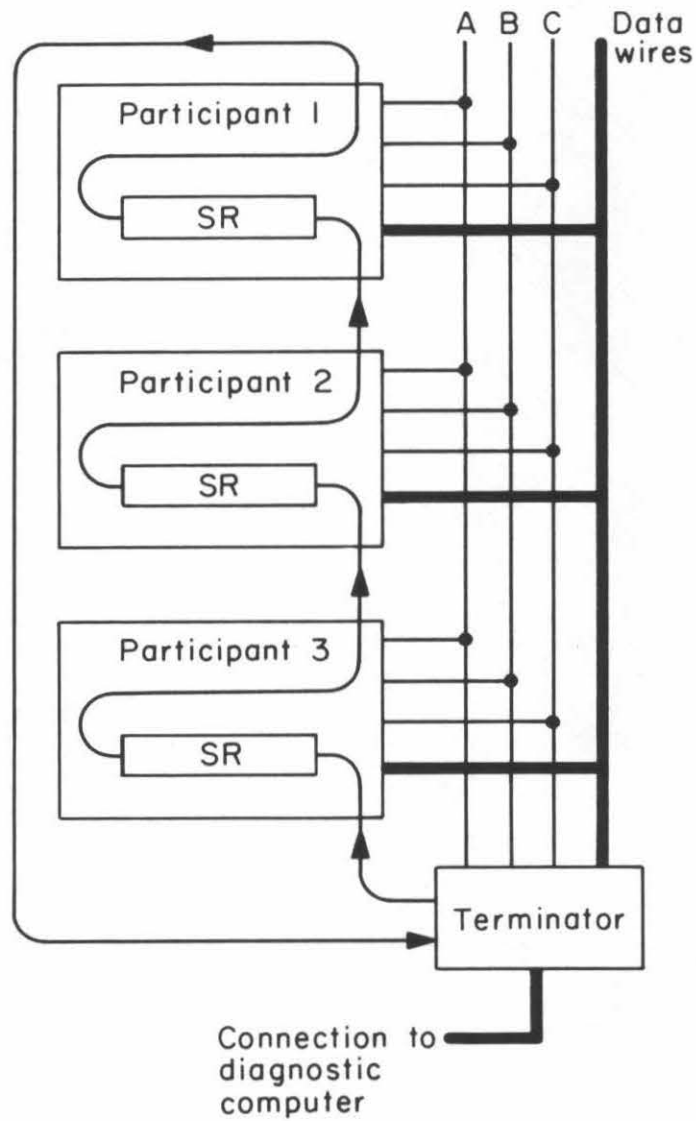 A B C Data
wires
Participant 1
SR
Participant 2
SR
Participant 3
SR
Terminator
Connection to
diagnostic
computer